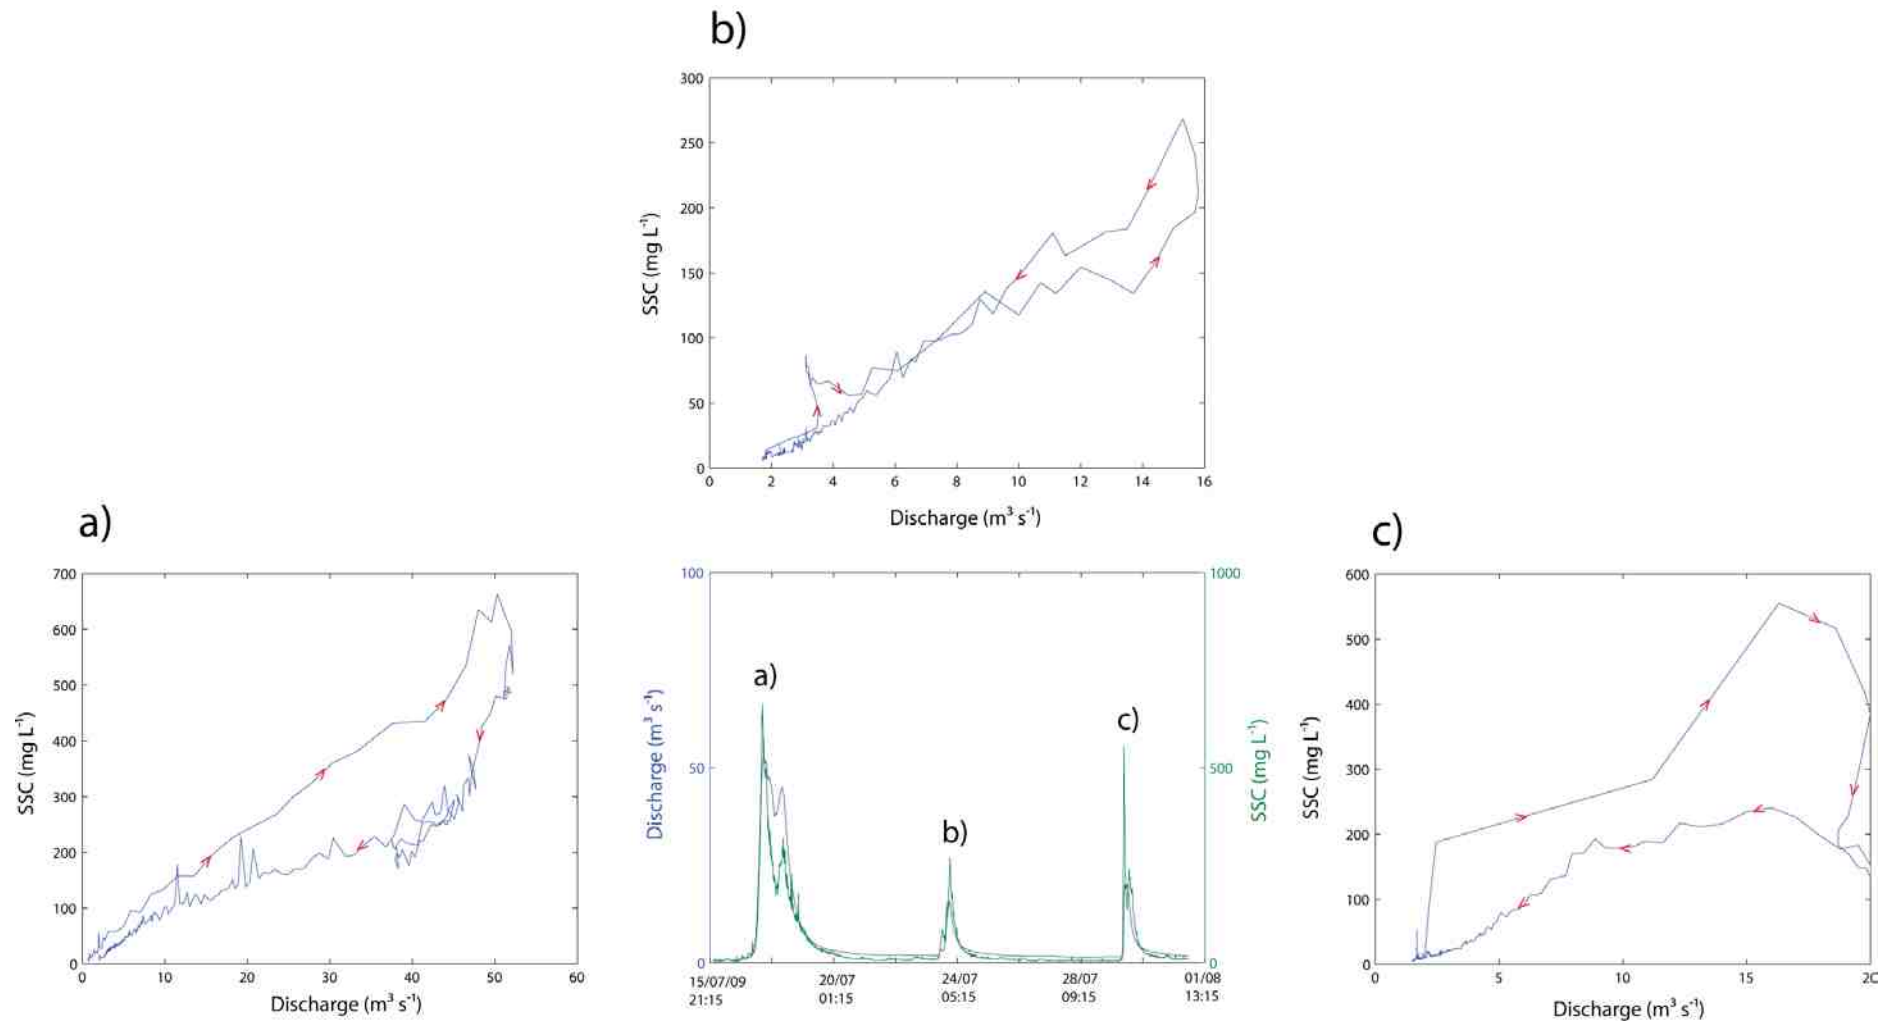 b)
300
250
200
150
100
50
0
SSC (mg L⁻¹)
0 2 4 6 8 10 12 14 16
Discharge (m³ s⁻¹)
a)
700
600
500
400
300
200
100
0
SSC (mg L⁻¹)
0 10 20 30 40 50 60
Discharge (m³ s⁻¹)
100
50
0
Discharge (m³ s⁻¹)
a)
b)
c)
1000
500
0
SSC (mg L⁻¹)
15/07/09 20/07 24/07 28/07 01/08
21:15 01:15 05:15 09:15 13:15
c)
600
500
400
300
200
100
0
SSC (mg L⁻¹)
0 5 10 15 20
Discharge (m³ s⁻¹)